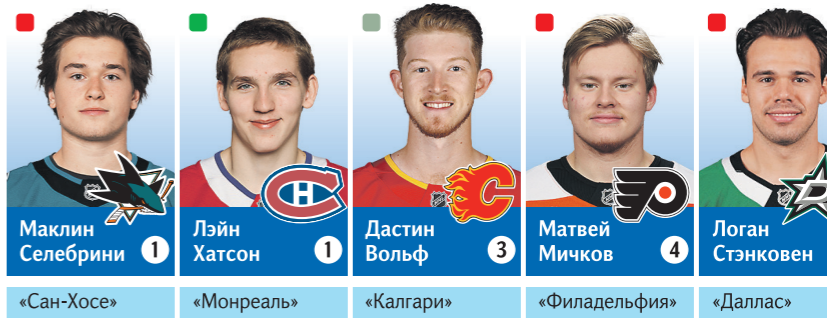 Маклин
Селебрини 1
Лэйн
Хатсон 1
Дастин
Вольф 3
Матвей
Мичков 4
Логан
Стэнковен
«Сан-Хосе»
«Монреаль»
«Калгари»
«Филадельфия»
«Даллас»